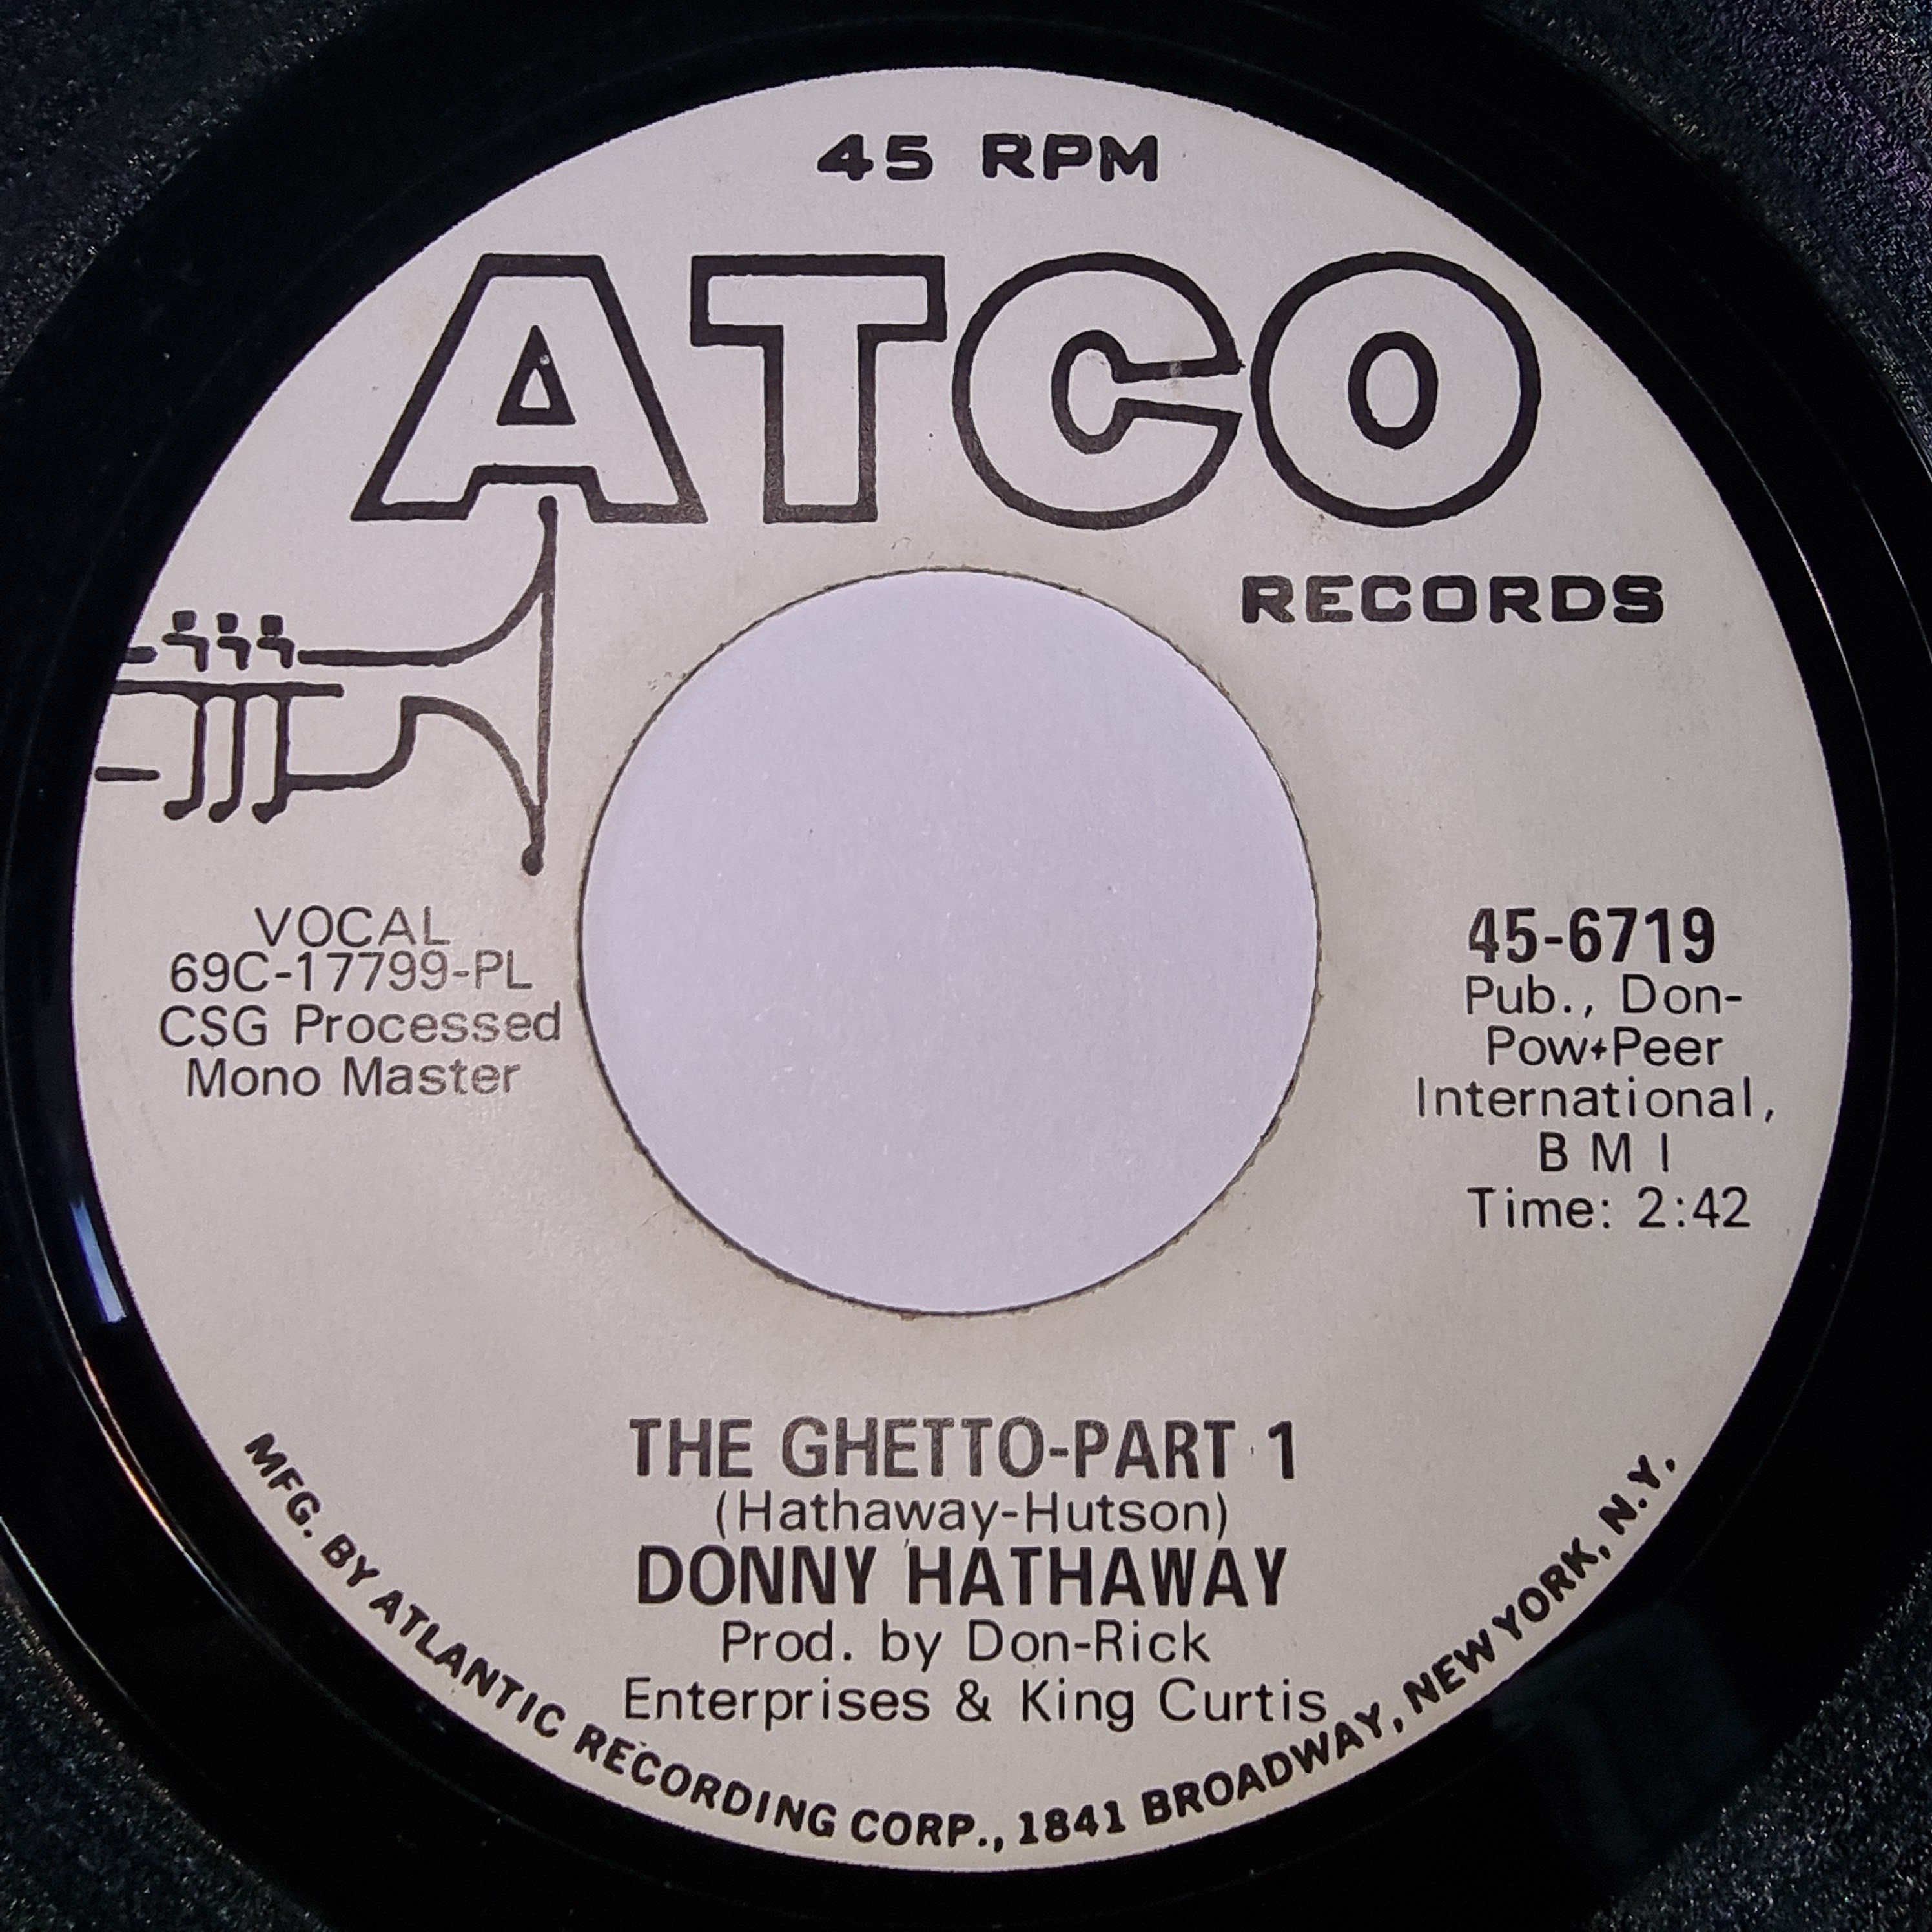 45 RPM
ATCO
RECORDS
VOCAL
69C-17799-PL
CSG Processed
Mono Master
45-6719
Pub., Don-
Pow+Peer
International,
B M I
Time: 2:42
THE GHETTO-PART 1
(Hathaway-Hutson)
DONNY HATHAWAY
Prod. by Don-Rick
Enterprises & King Curtis
MFG. BY ATLANTIC RECORDING CORP., 1841 BROADWAY, NEW YORK, N.Y.